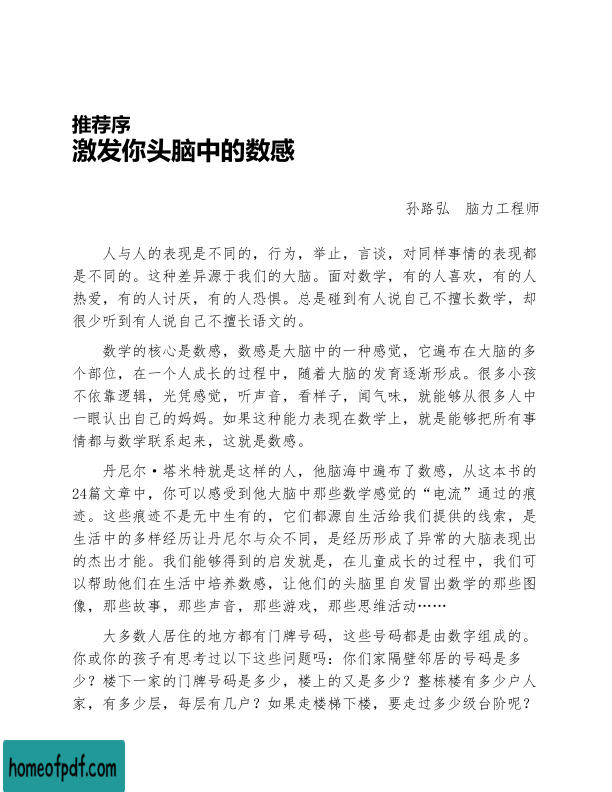 推荐序
激发你头脑中的数感
孙路弘　脑力工程师
人与人的表现是不同的，行为，举止，言谈，对同样事情的表现都
是不同的。这种差异源于我们的大脑。面对数学，有的人喜欢，有的人
热爱，有的人讨厌，有的人恐惧。总是碰到有人说自己不擅长数学，却
很少听到有人说自己不擅长语文的。
数学的核心是数感，数感是大脑中的一种感觉，它遍布在大脑的多
个部位，在一个人成长的过程中，随着大脑的发育逐渐形成。很多小孩
不依靠逻辑，光凭感觉，听声音，看样子，闻气味，就能够从很多人中
一眼认出自己的妈妈。如果这种能力表现在数学上，就是能够把所有事
情都与数学联系起来，这就是数感。
丹尼尔·塔米特就是这样的人，他脑海中遍布了数感，从这本书的
24篇文章中，你可以感受到他大脑中那些数学感觉的“电流”通过的痕
迹。这些痕迹不是无中生有的，它们都源自生活给我们提供的线索，是
生活中的多样经历让丹尼尔与众不同，是经历形成了异常的大脑表现出
的杰出才能。我们能够得到的启发就是，在儿童成长的过程中，我们可
以帮助他们在生活中培养数感，让他们的头脑里自发冒出数学的那些图
像，那些故事，那些声音，那些游戏，那些思维活动……
大多数人居住的地方都有门牌号码，这些号码都是由数字组成的。
你或你的孩子有思考过以下这些问题吗：你们家隔壁邻居的号码是多
少？楼下一家的门牌号码是多少，楼上的又是多少？整栋楼有多少户人
家，有多少层，每层有几户？如果走楼梯下楼，要走过多少级台阶呢？
homeofpdf.com